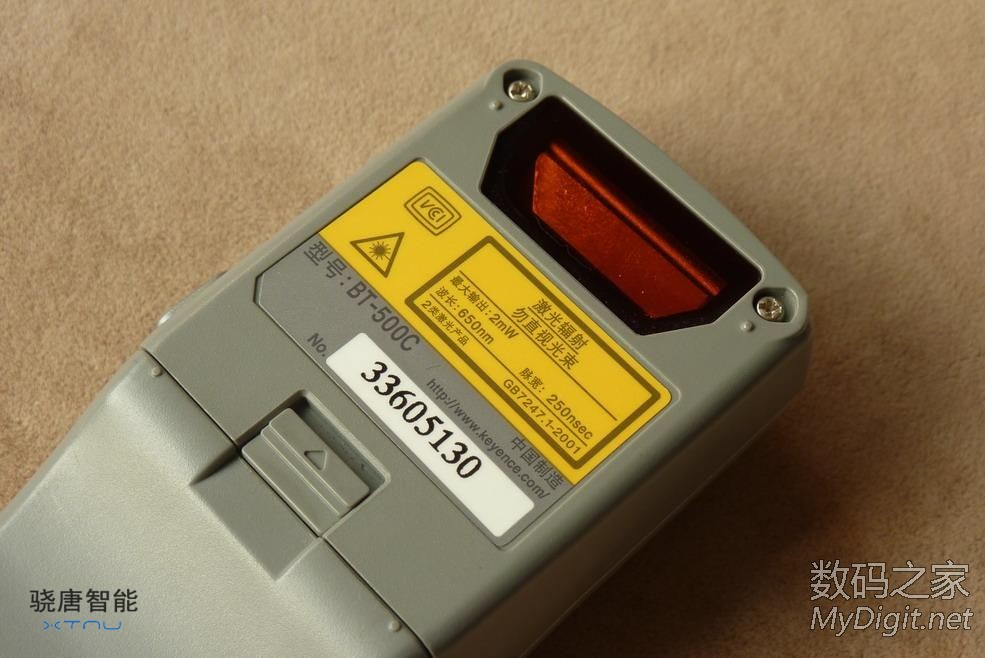 VCCI
激光辐射
勿直视光束
最大输出:2mW
脉宽: 250nsec
波长:650nm
GB7247.1-2001
2类激光产品
型号:BT-500C
中国制造
http://www.keyence.com/
No.
33605130
骁唐智能
XTNU
数码之家
MyDigit.net